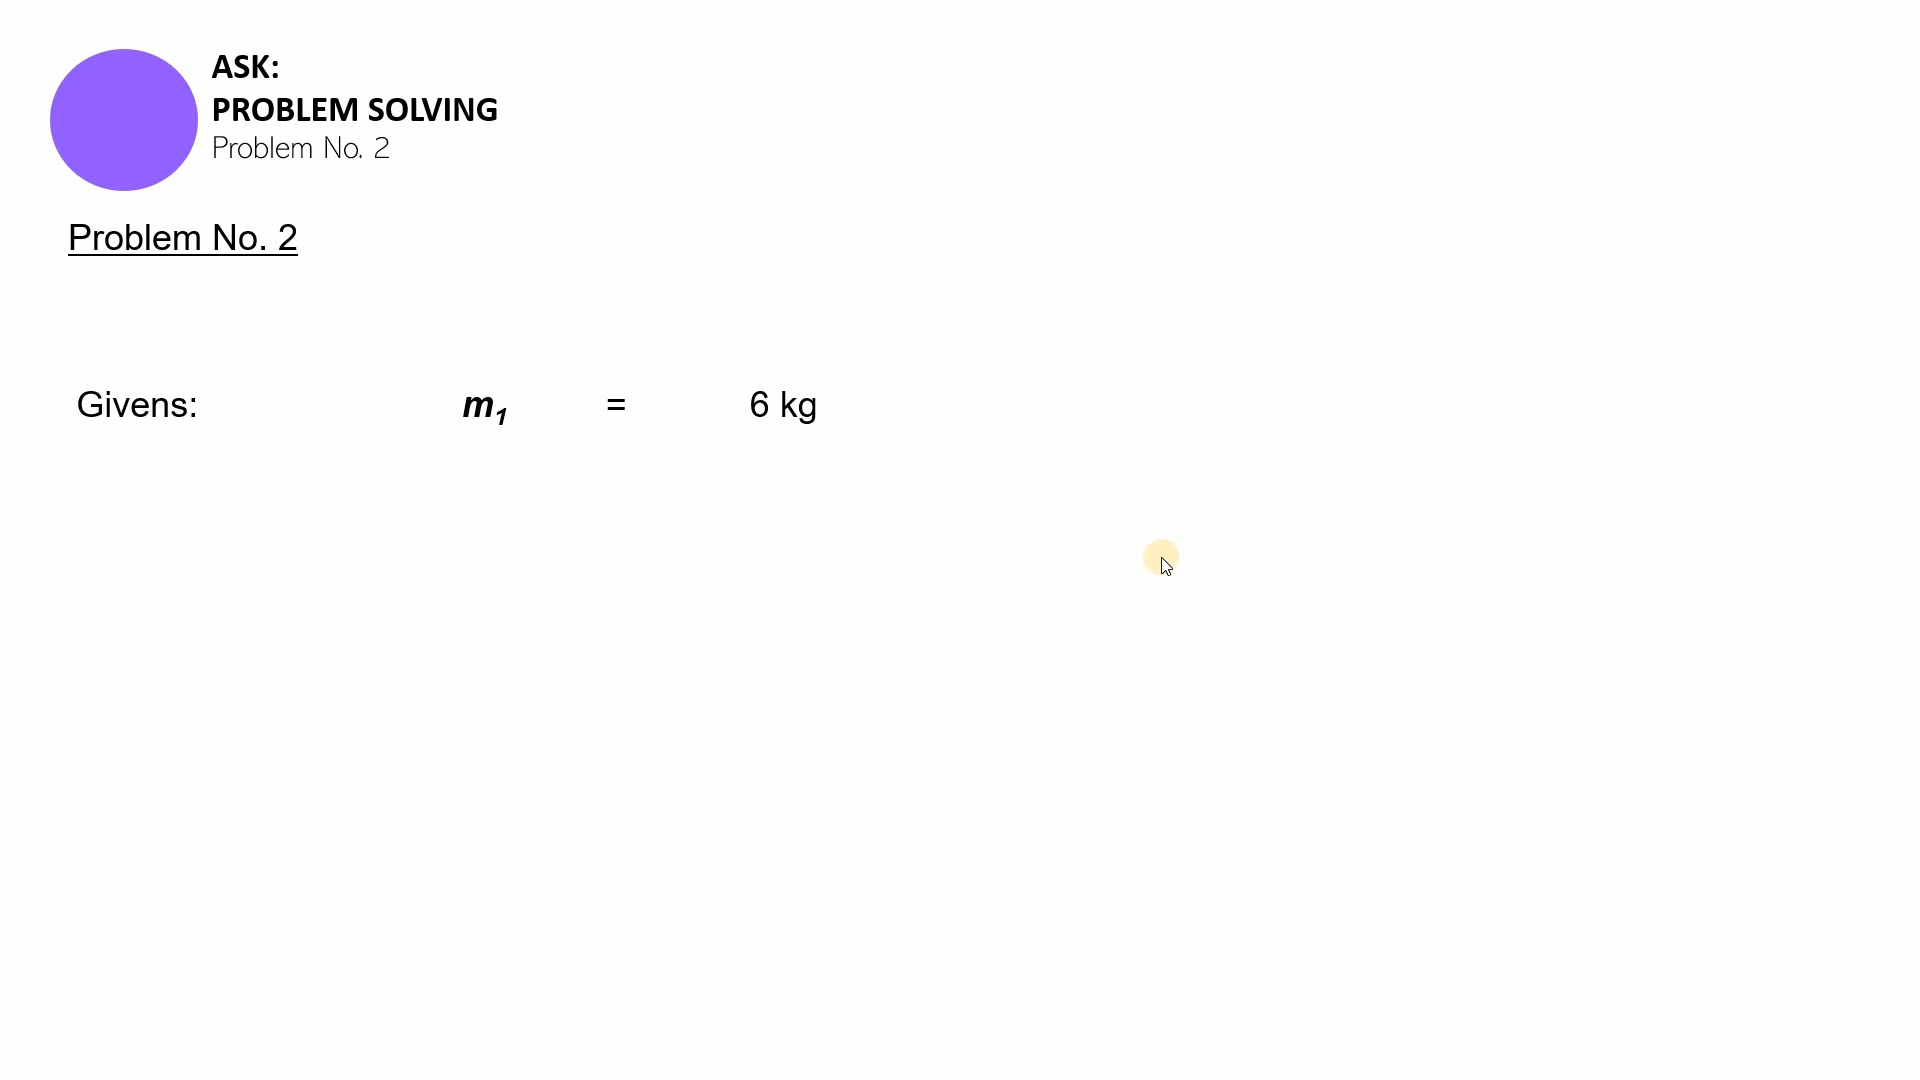 ASK:
PROBLEM SOLVING
Problem No. 2
Problem No. 2
Givens: m₁ = 6 kg